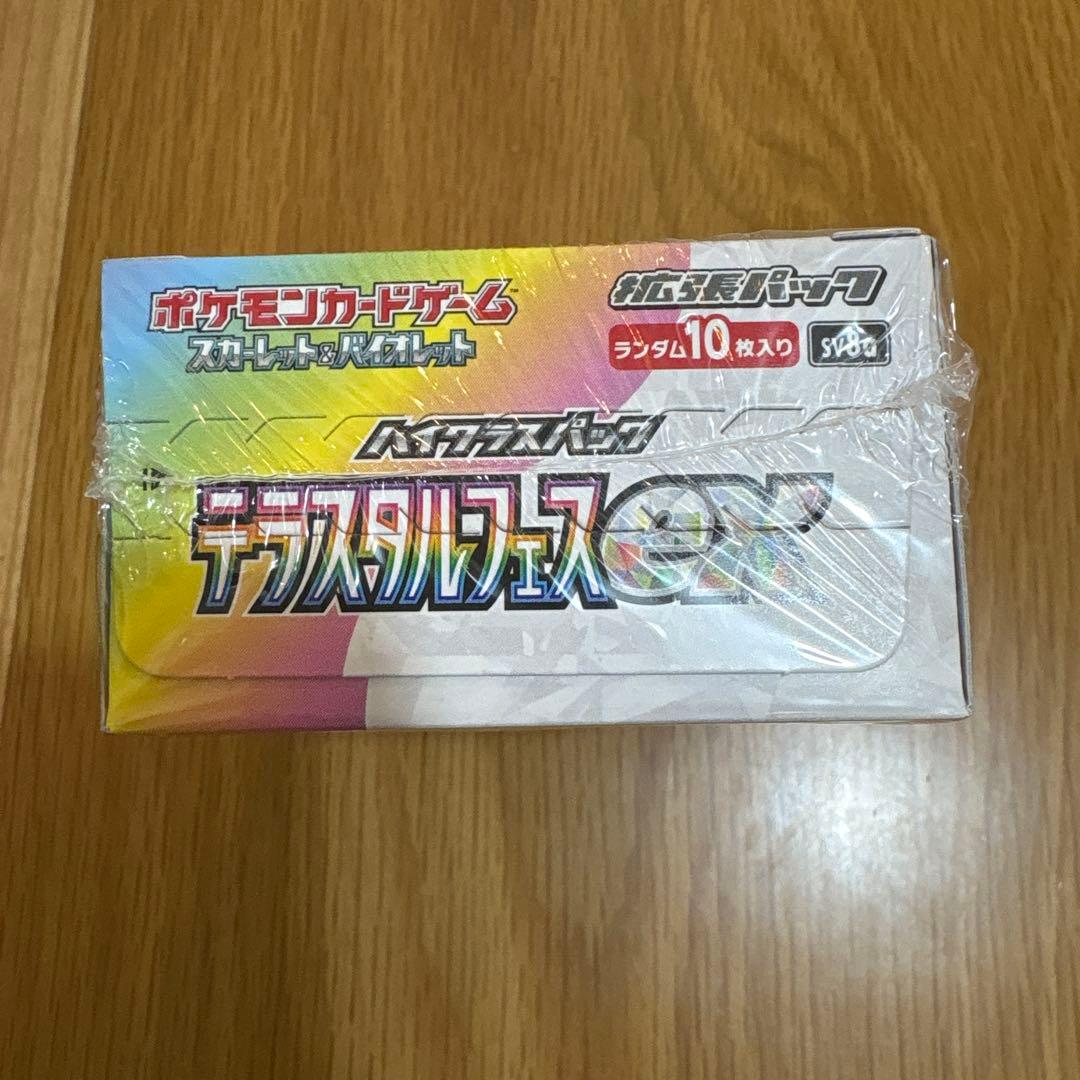 ポケモンカードゲーム
スカーレット&バイオレット
拡張パック
ランダム10枚入り
ハイクラスパック
テラスタルフェスex